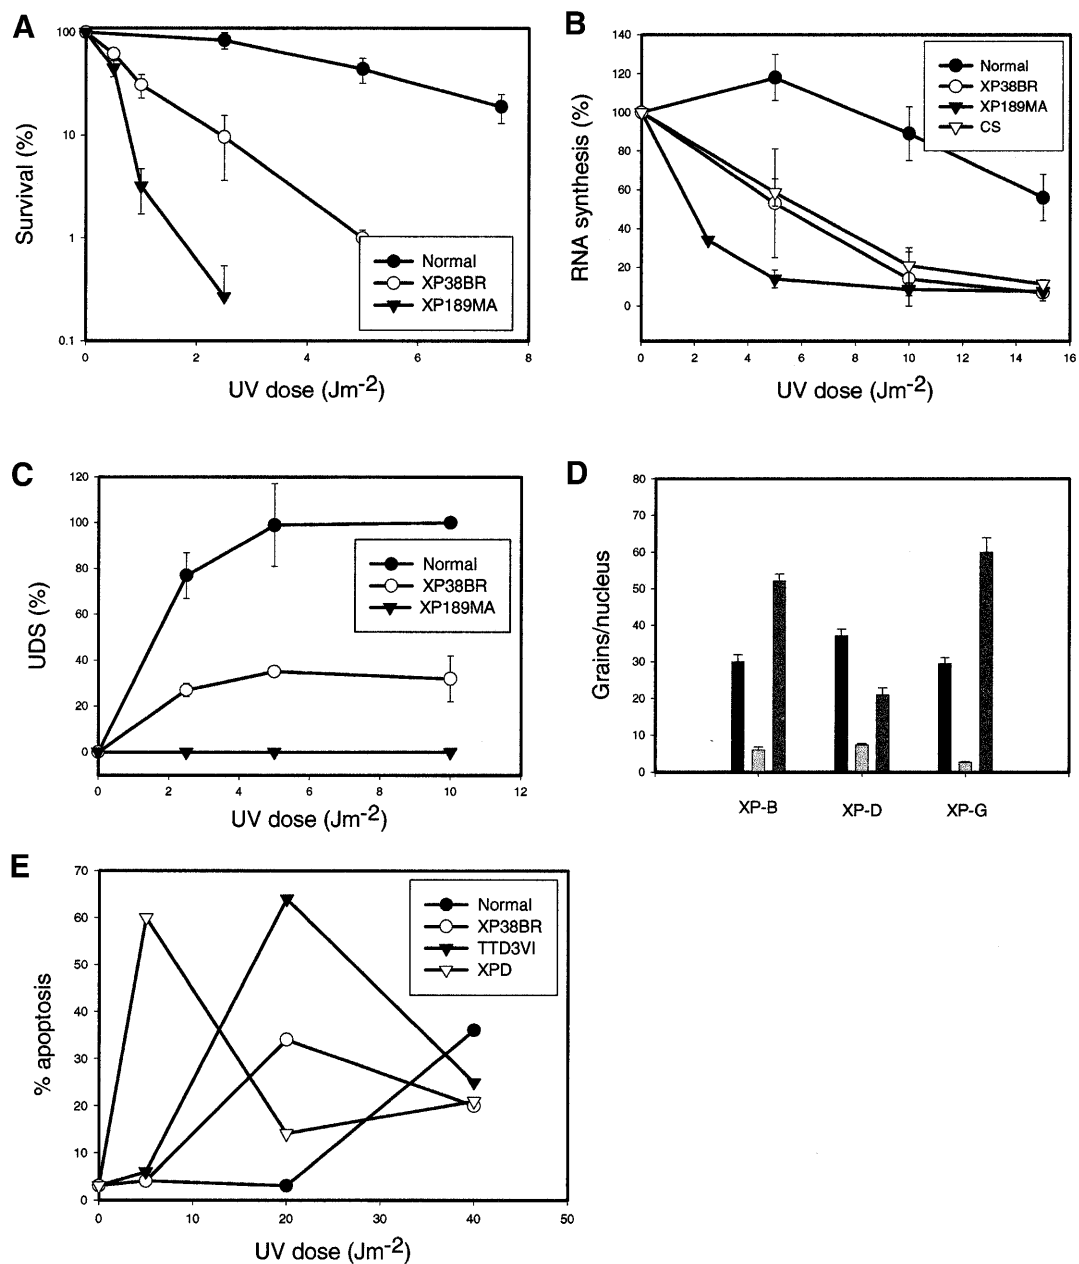 A
100
10
1
0.1
Survival (%)
0 2 4 6 8
UV dose (Jm-2)
Normal
XP38BR
XP189MA
B
140
120
100
80
60
40
20
0
RNA synthesis (%)
0 2 4 6 8 10 12 14 16
UV dose (Jm-2)
Normal
XP38BR
XP189MA
CS
C
120
100
80
60
40
20
0
UDS (%)
0 2 4 6 8 10 12
UV dose (Jm-2)
Normal
XP38BR
XP189MA
D
80
70
60
50
40
30
20
10
0
Grains/nucleus
XP-B XP-D XP-G
E
70
60
50
40
30
20
10
0
% apoptosis
0 10 20 30 40 50
UV dose (Jm-2)
Normal
XP38BR
TTD3VI
XPD